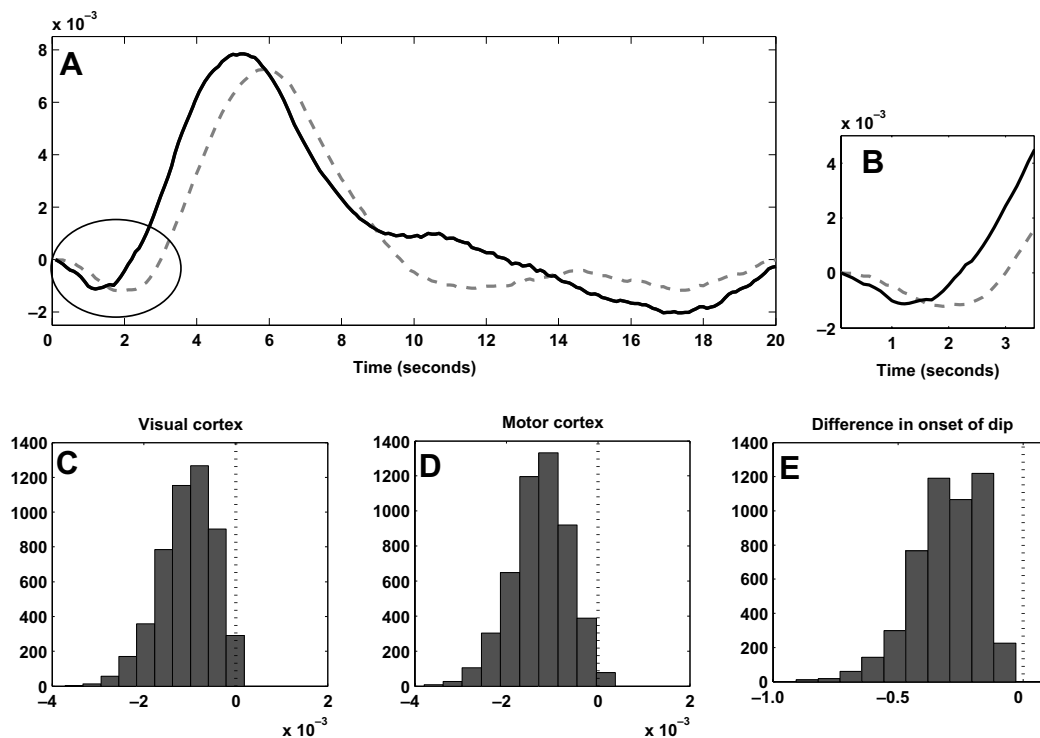 x 10⁻³
A
8
6
4
2
0
−2
0 2 4 6 8 10 12 14 16 18 20
Time (seconds)
x 10⁻³
B
4
2
0
−2
1 2 3
Time (seconds)
Visual cortex
C
1400
1200
1000
800
600
400
200
0
−4 −2 0 2
x 10⁻³
Motor cortex
D
1400
1200
1000
800
600
400
200
0
−4 −2 0 2
x 10⁻³
Difference in onset of dip
E
1400
1200
1000
800
600
400
200
0
−1.0 −0.5 0